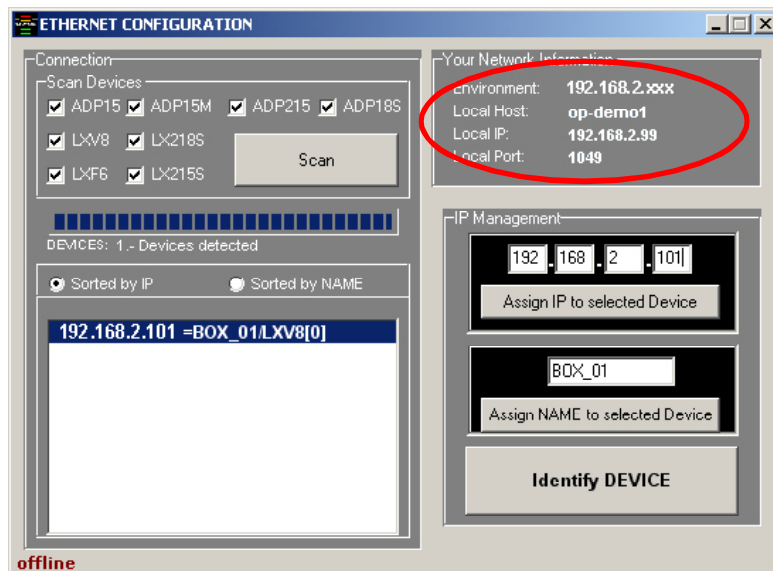 ETHERNET CONFIGURATION
Connection
Scan Devices
ADP15 ADP15M ADP215 ADP18S
LXV8 LX218S
LXF6 LX215S
Scan
DEVICES: 1.- Devices detected
Sorted by IP Sorted by NAME
192.168.2.101 =BOX_01/LXV8[0]
offline
Your Network Information
Environment: 192.168.2.xxx
Local Host: op-demo1
Local IP: 192.168.2.99
Local Port: 1049
IP Management
192.168.2.101
Assign IP to selected Device
BOX_01
Assign NAME to selected Device
Identify DEVICE